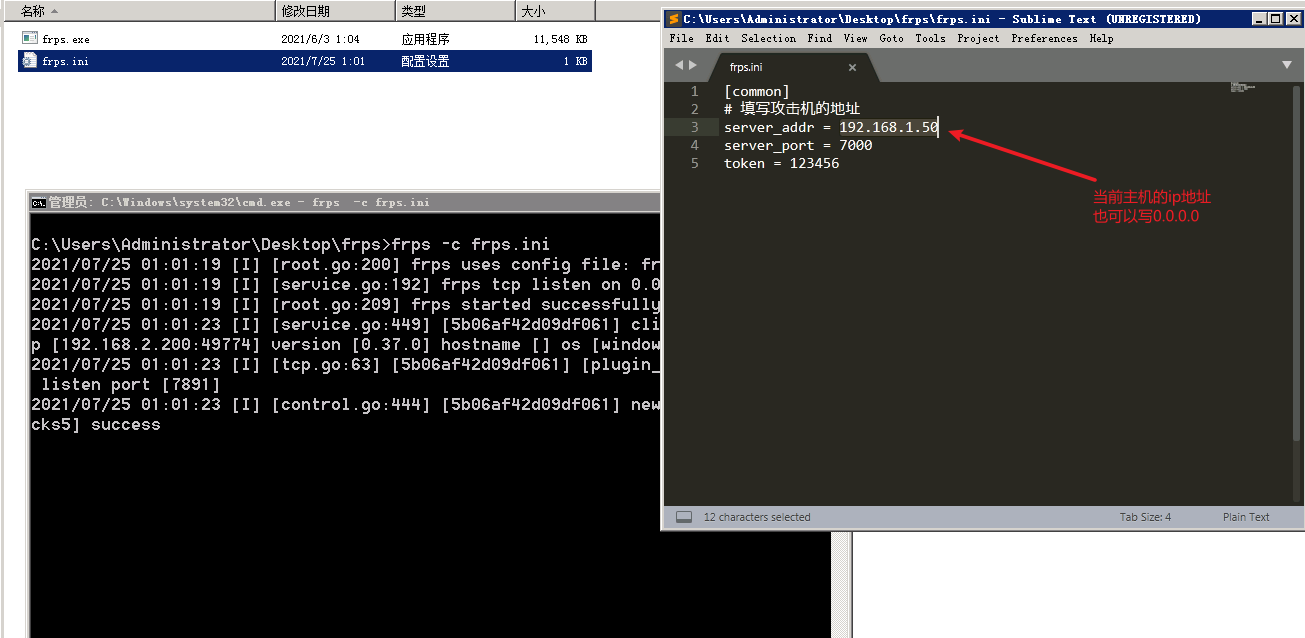 名称 修改日期 类型 大小
frps.exe 2021/6/3 1:04 应用程序 11,548 KB
frps.ini 2021/7/25 1:01 配置设置 1 KB
C:\Users\Administrator\Desktop\frps\frps.ini - Sublime Text (UNREGISTERED)
File Edit Selection Find View Goto Tools Project Preferences Help
frps.ini
1 [common]
2 # 填写攻击机的地址
3 server_addr = 192.168.1.50
4 server_port = 7000
5 token = 123456
当前主机的ip地址
也可以写0.0.0.0
12 characters selected Tab Size: 4 Plain Text
管理员: C:\Windows\system32\cmd.exe - frps -c frps.ini
C:\Users\Administrator\Desktop\frps>frps -c frps.ini
2021/07/25 01:01:19 [I] [root.go:200] frps uses config file: fr
2021/07/25 01:01:19 [I] [service.go:192] frps tcp listen on 0.0
2021/07/25 01:01:19 [I] [root.go:209] frps started successfully
2021/07/25 01:01:23 [I] [service.go:449] [5b06af42d09df061] cli
p [192.168.2.200:49774] version [0.37.0] hostname [] os [window
2021/07/25 01:01:23 [I] [tcp.go:63] [5b06af42d09df061] [plugin_
listen port [7891]
2021/07/25 01:01:23 [I] [control.go:444] [5b06af42d09df061] new
cks5] success